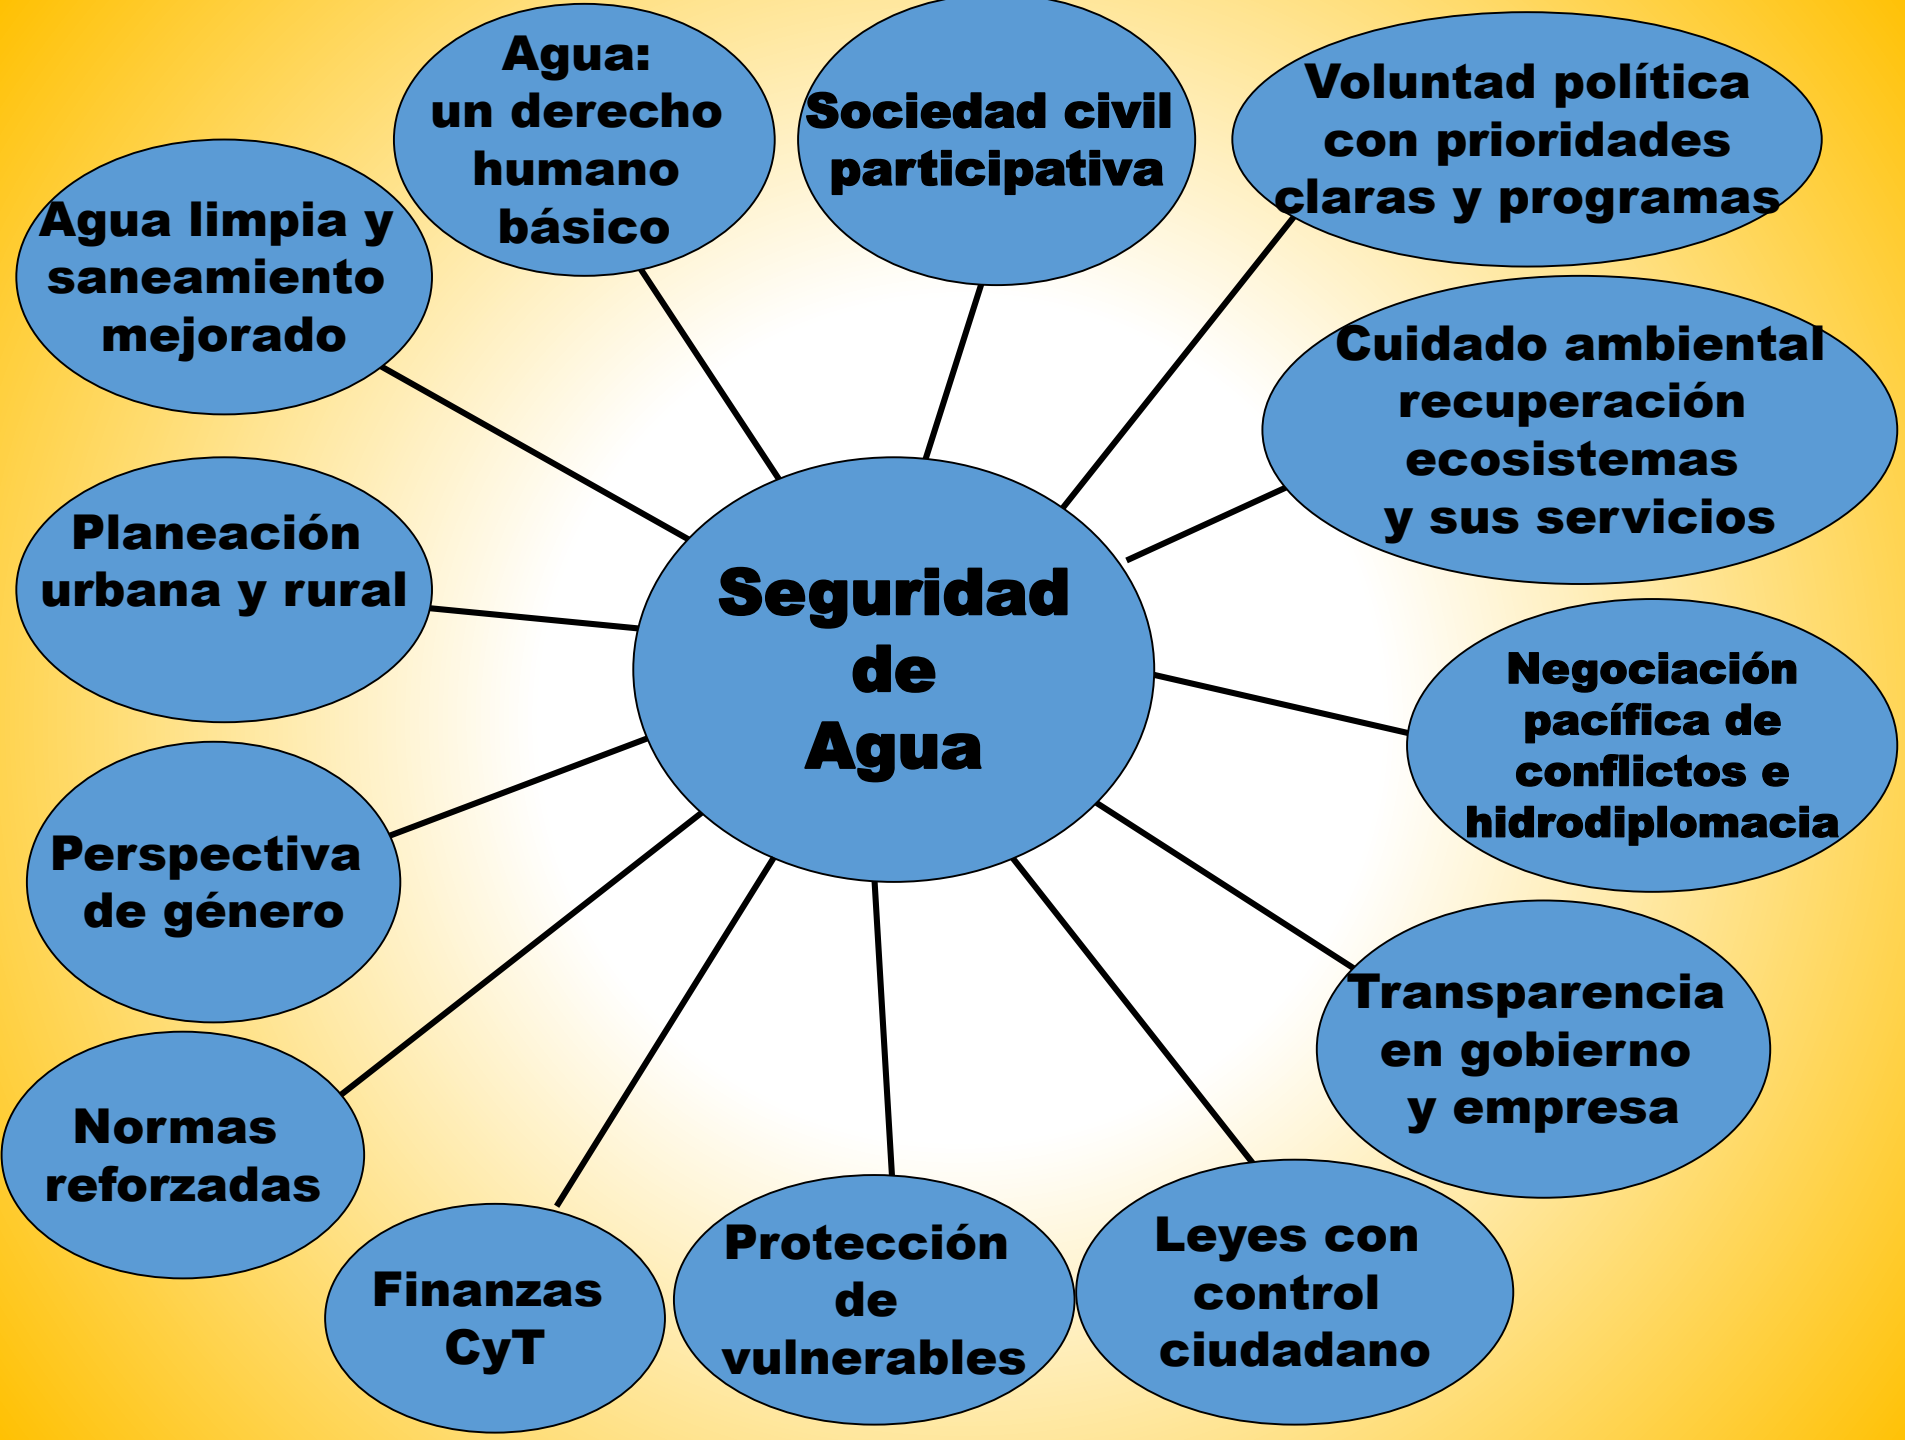 Agua:
un derecho
humano
básico
Sociedad civil
participativa
Voluntad política
con prioridades
claras y programas
Agua limpia y
saneamiento
mejorado
Cuidado ambiental
recuperación
ecosistemas
y sus servicios
Planeación
urbana y rural
Seguridad
de
Agua
Negociación
pacífica de
conflictos e
hidrodiplomacia
Perspectiva
de género
Transparencia
en gobierno
y empresa
Normas
reforzadas
Finanzas
CyT
Protección
de
vulnerables
Leyes con
control
ciudadano